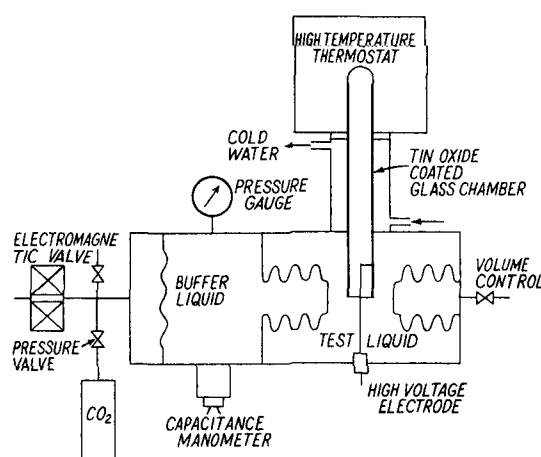 HIGH TEMPERATURE
THERMOSTAT
COLD
WATER
TIN OXIDE
COATED
GLASS CHAMBER
PRESSURE
GAUGE
ELECTROMAGNE
TIC VALVE
BUFFER
LIQUID
VOLUME
CONTROL
TEST LIQUID
PRESSURE
VALVE
HIGH VOLTAGE
ELECTRODE
CO2
CAPACITANCE
MANOMETER